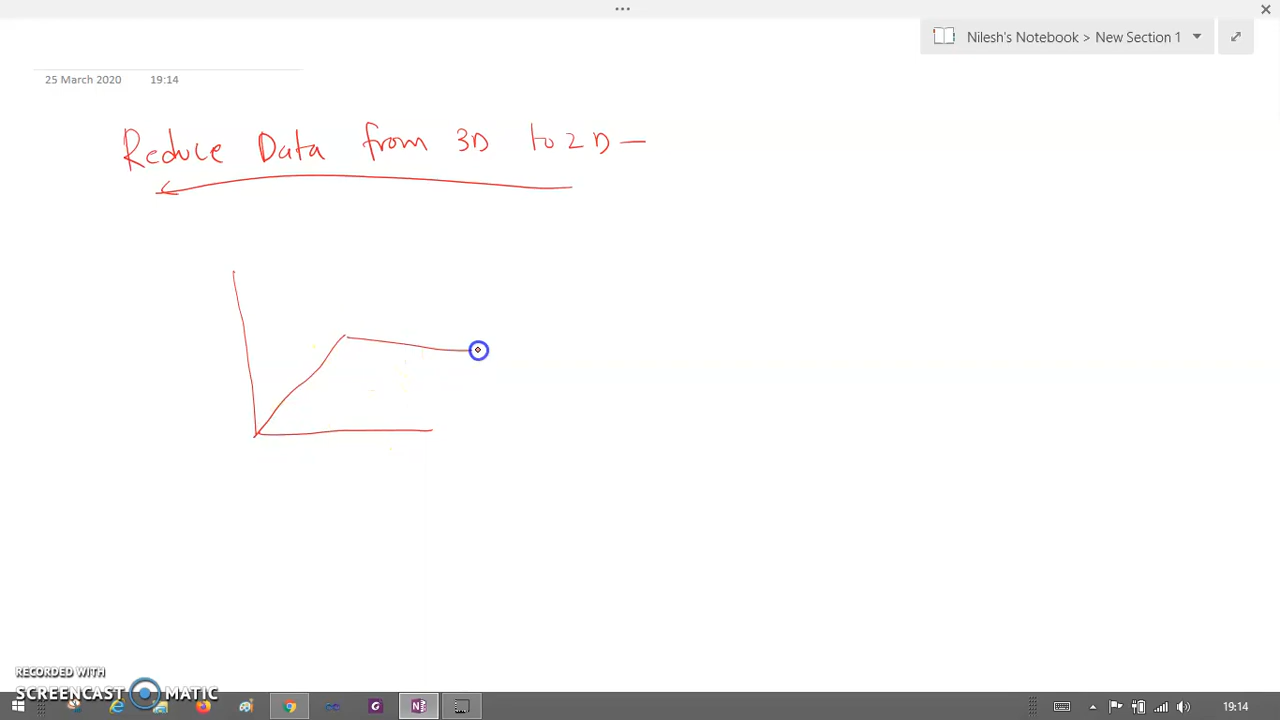 Nilesh's Notebook > New Section 1
25 March 2020 19:14
Reduce Data from 3D to 2D —
RECORDED WITH
SCREENCAST MATIC
19:14